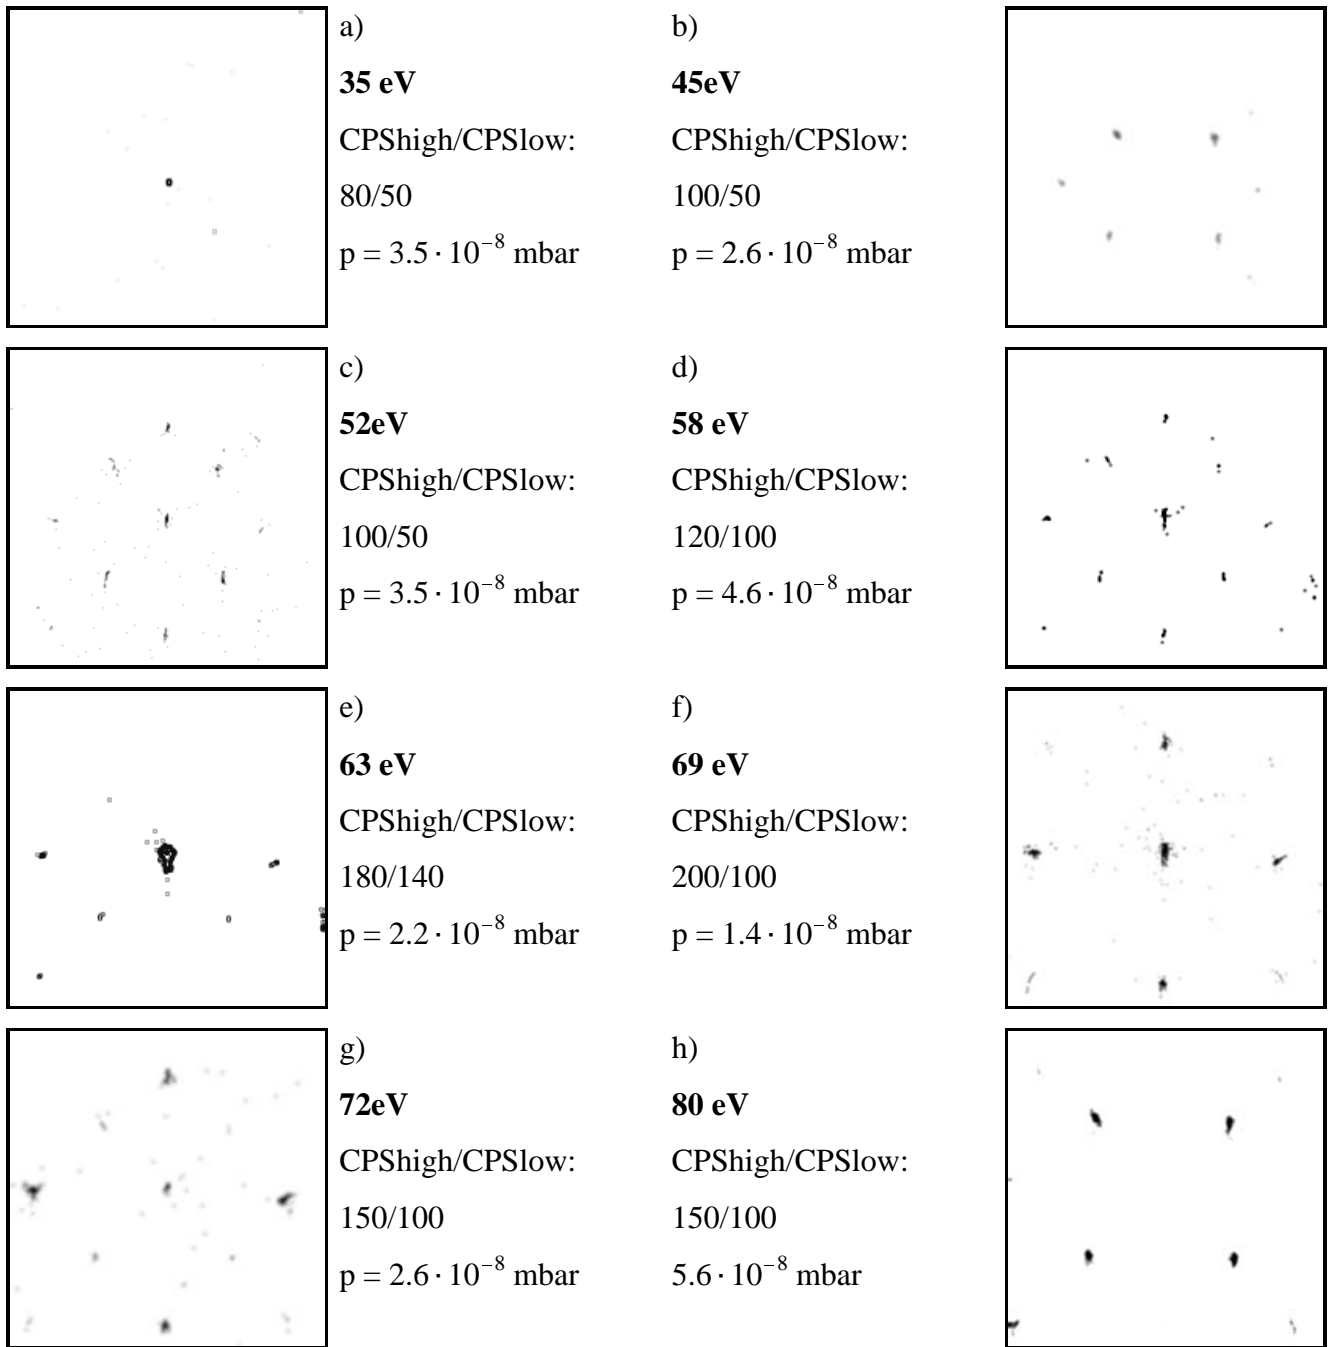 a)
35 eV
CPShigh/CPSlow:
80/50
p = 3.5 · 10⁻⁸ mbar
b)
45eV
CPShigh/CPSlow:
100/50
p = 2.6 · 10⁻⁸ mbar
c)
52eV
CPShigh/CPSlow:
100/50
p = 3.5 · 10⁻⁸ mbar
d)
58 eV
CPShigh/CPSlow:
120/100
p = 4.6 · 10⁻⁸ mbar
e)
63 eV
CPShigh/CPSlow:
180/140
p = 2.2 · 10⁻⁸ mbar
f)
69 eV
CPShigh/CPSlow:
200/100
p = 1.4 · 10⁻⁸ mbar
g)
72eV
CPShigh/CPSlow:
150/100
p = 2.6 · 10⁻⁸ mbar
h)
80 eV
CPShigh/CPSlow:
150/100
5.6 · 10⁻⁸ mbar